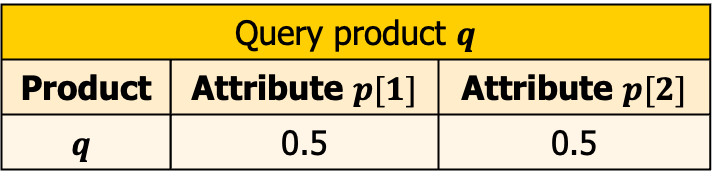 Query product q
Product Attribute p[1] Attribute p[2]
q 0.5 0.5